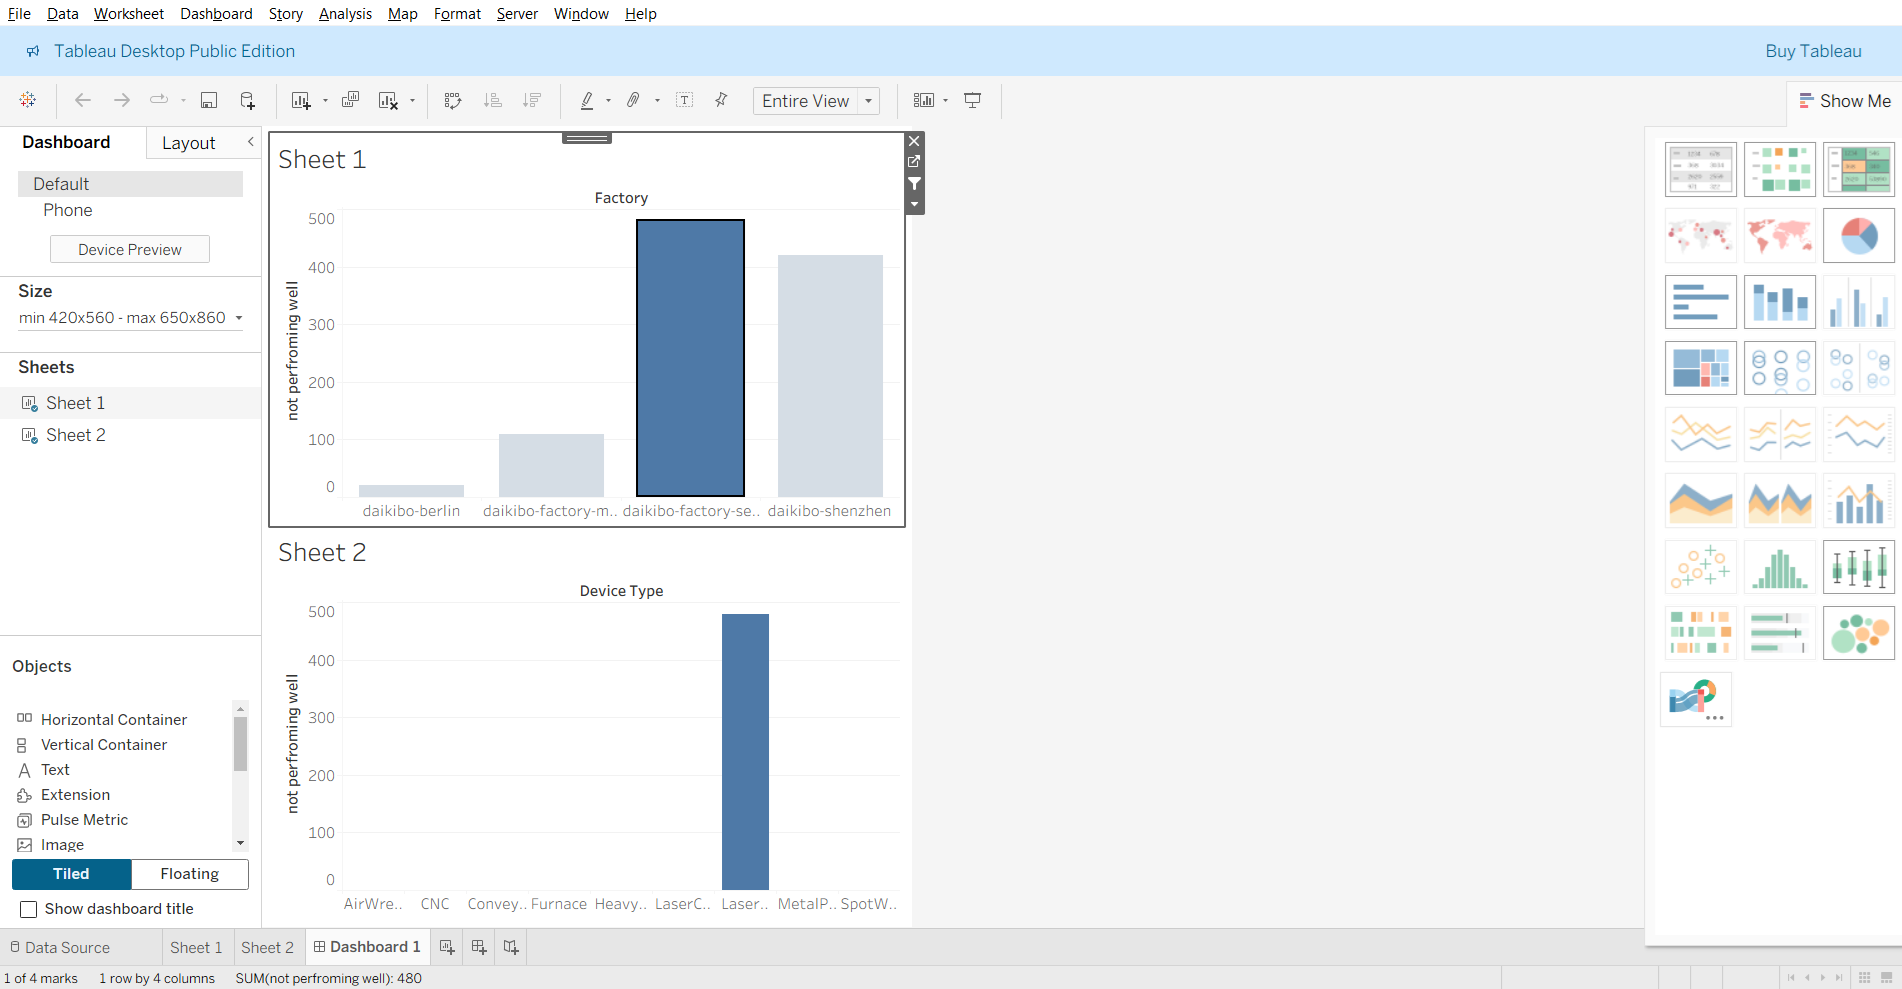 File Data Worksheet Dashboard Story Analysis Map Format Server Window Help
Tableau Desktop Public Edition
Buy Tableau
Entire View
Show Me
Dashboard
Layout
Default
Phone
Device Preview
Size
min 420x560 - max 650x860
Sheets
Sheet 1
Sheet 2
Objects
Horizontal Container
Vertical Container
Text
Extension
Pulse Metric
Image
Tiled
Floating
Show dashboard title
Sheet 1
Factory
not perfroming well
500
400
300
200
100
0
daikibo-berlin
daikibo-factory-m..
daikibo-factory-se..
daikibo-shenzhen
Sheet 2
Device Type
not perfroming well
500
400
300
200
100
0
AirWre..
CNC
Convey..
Furnace
Heavy..
LaserC..
Laser..
MetalP..
SpotW..
Data Source
Sheet 1
Sheet 2
Dashboard 1
1 of 4 marks
1 row by 4 columns
SUM(not perfroming well): 480